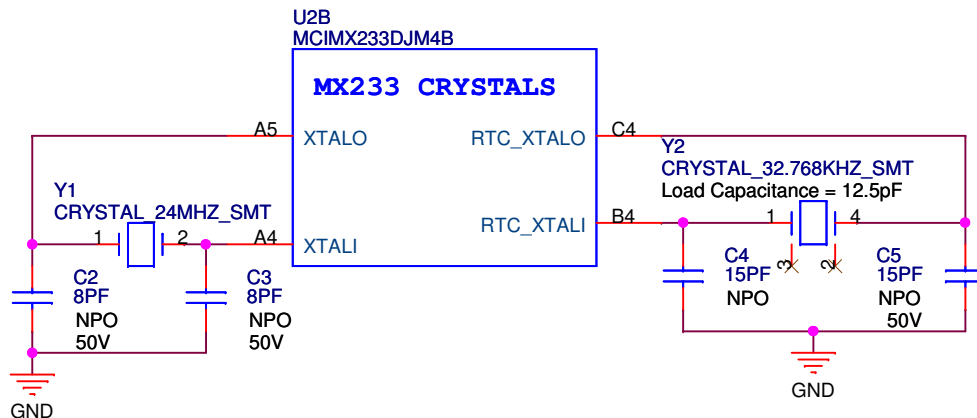 U2B
MCIMX233DJM4B
MX233 CRYSTALS
A5
XTALO
RTC_XTALO
C4
Y2
CRYSTAL_32.768KHZ_SMT
Load Capacitance = 12.5pF
Y1
CRYSTAL_24MHZ_SMT
1
2
A4
XTALI
RTC_XTALI
B4
1
4
3
2
C2
8PF
NPO
50V
C3
8PF
NPO
50V
C4
15PF
NPO
C5
15PF
NPO
50V
GND
GND